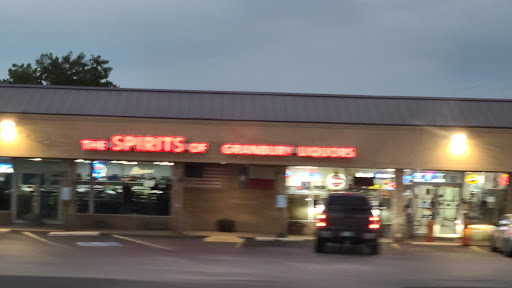 THE SPIRITS OF GRANBURY LIQUORS